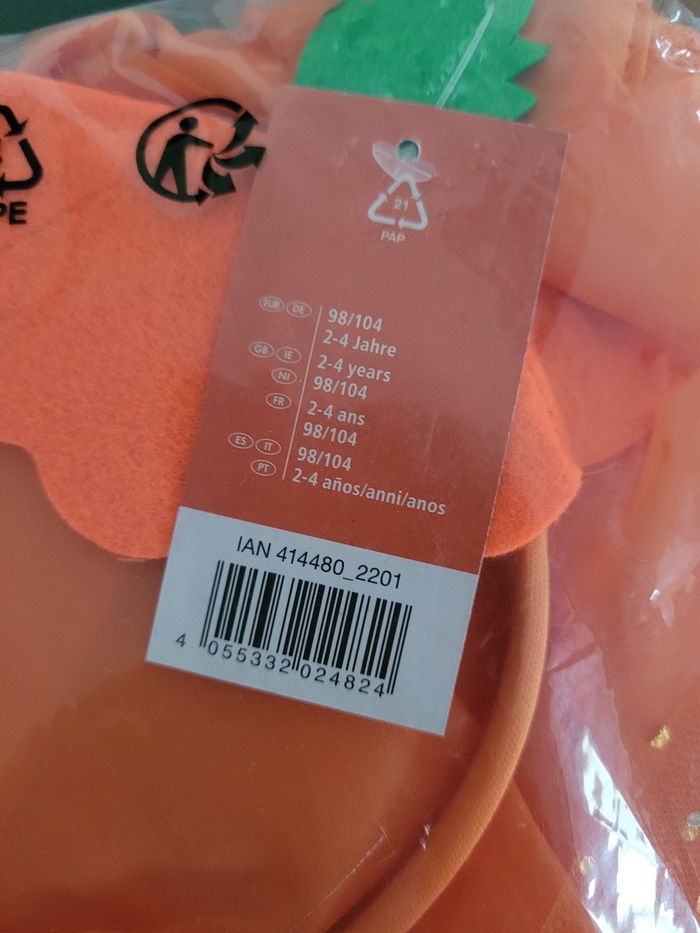 PE
21
PAP
EUR DE
98/104
2-4 Jahre
GB IE
2-4 years
NI
98/104
FR
2-4 ans
98/104
ES IT
98/104
PT
2-4 años/anni/anos
IAN 414480_2201
4 055332 024824